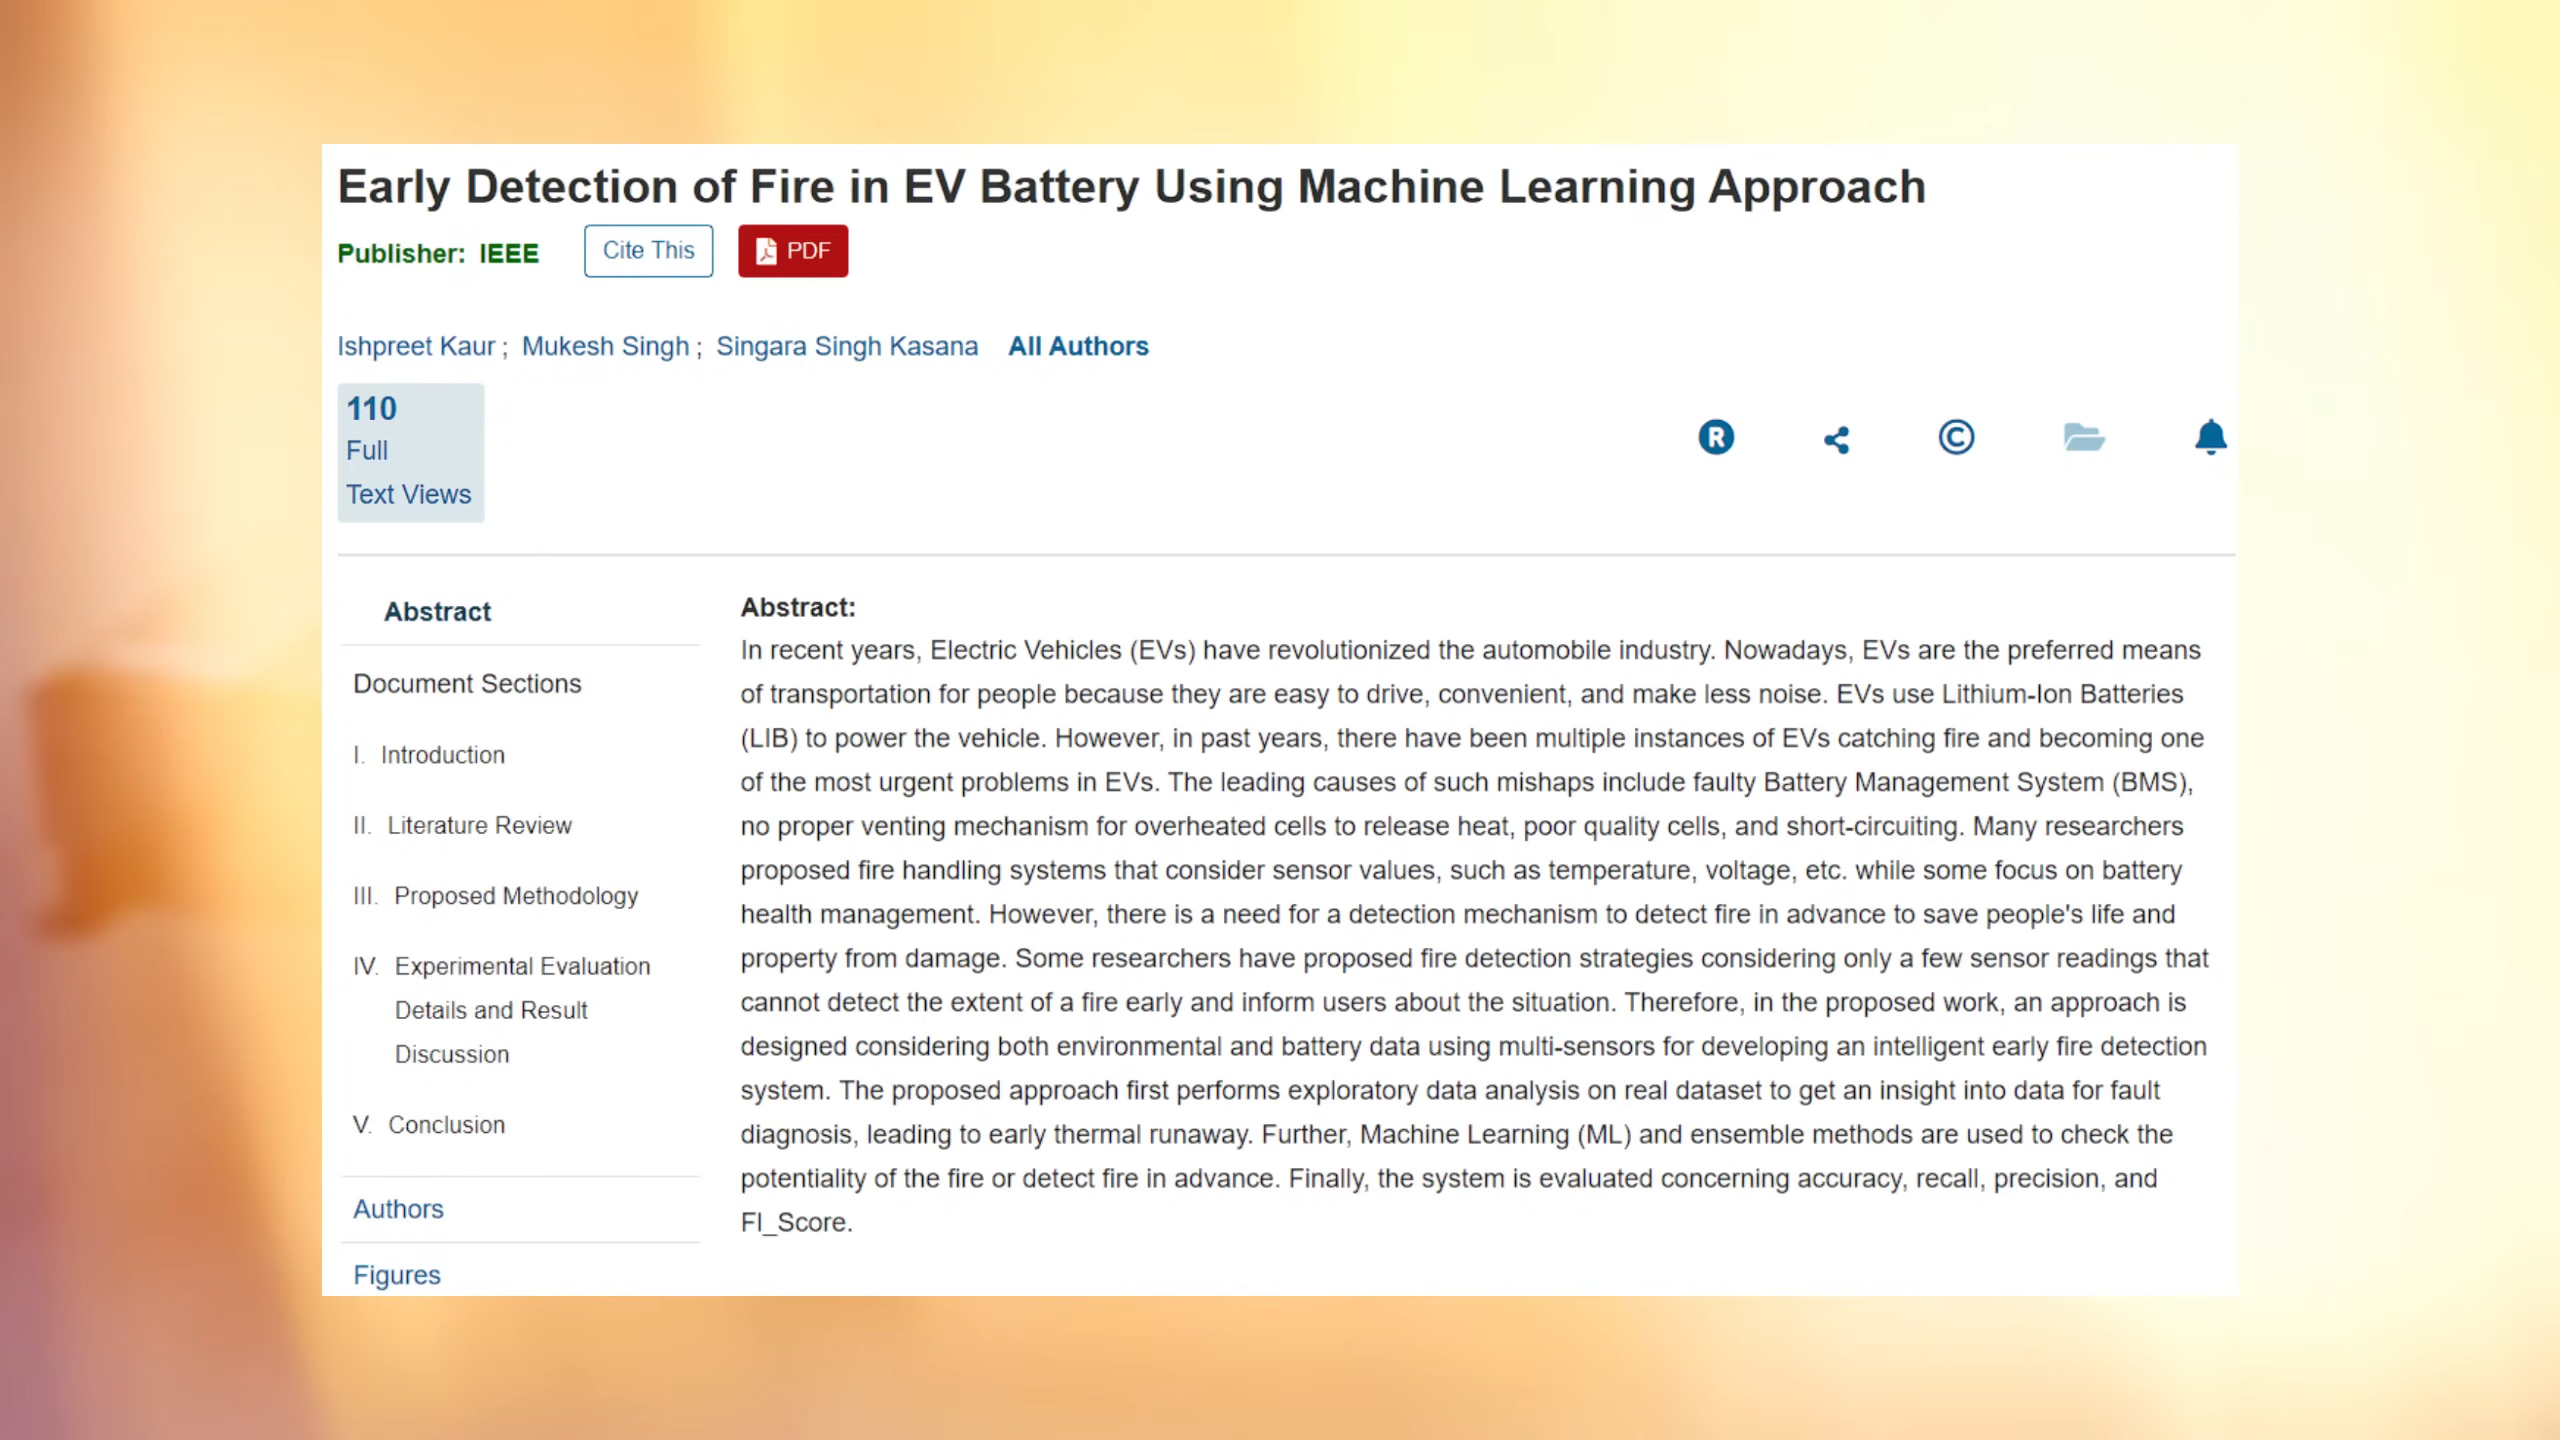 Early Detection of Fire in EV Battery Using Machine Learning Approach
Publisher: IEEE
Cite This
PDF
Ishpreet Kaur ; Mukesh Singh ; Singara Singh Kasana All Authors
110
Full
Text Views
R
©
Abstract
Document Sections
I. Introduction
II. Literature Review
III. Proposed Methodology
IV. Experimental Evaluation
Details and Result
Discussion
V. Conclusion
Authors
Figures
Abstract:
In recent years, Electric Vehicles (EVs) have revolutionized the automobile industry. Nowadays, EVs are the preferred means
of transportation for people because they are easy to drive, convenient, and make less noise. EVs use Lithium-Ion Batteries
(LIB) to power the vehicle. However, in past years, there have been multiple instances of EVs catching fire and becoming one
of the most urgent problems in EVs. The leading causes of such mishaps include faulty Battery Management System (BMS),
no proper venting mechanism for overheated cells to release heat, poor quality cells, and short-circuiting. Many researchers
proposed fire handling systems that consider sensor values, such as temperature, voltage, etc. while some focus on battery
health management. However, there is a need for a detection mechanism to detect fire in advance to save people's life and
property from damage. Some researchers have proposed fire detection strategies considering only a few sensor readings that
cannot detect the extent of a fire early and inform users about the situation. Therefore, in the proposed work, an approach is
designed considering both environmental and battery data using multi-sensors for developing an intelligent early fire detection
system. The proposed approach first performs exploratory data analysis on real dataset to get an insight into data for fault
diagnosis, leading to early thermal runaway. Further, Machine Learning (ML) and ensemble methods are used to check the
potentiality of the fire or detect fire in advance. Finally, the system is evaluated concerning accuracy, recall, precision, and
Fl_Score.